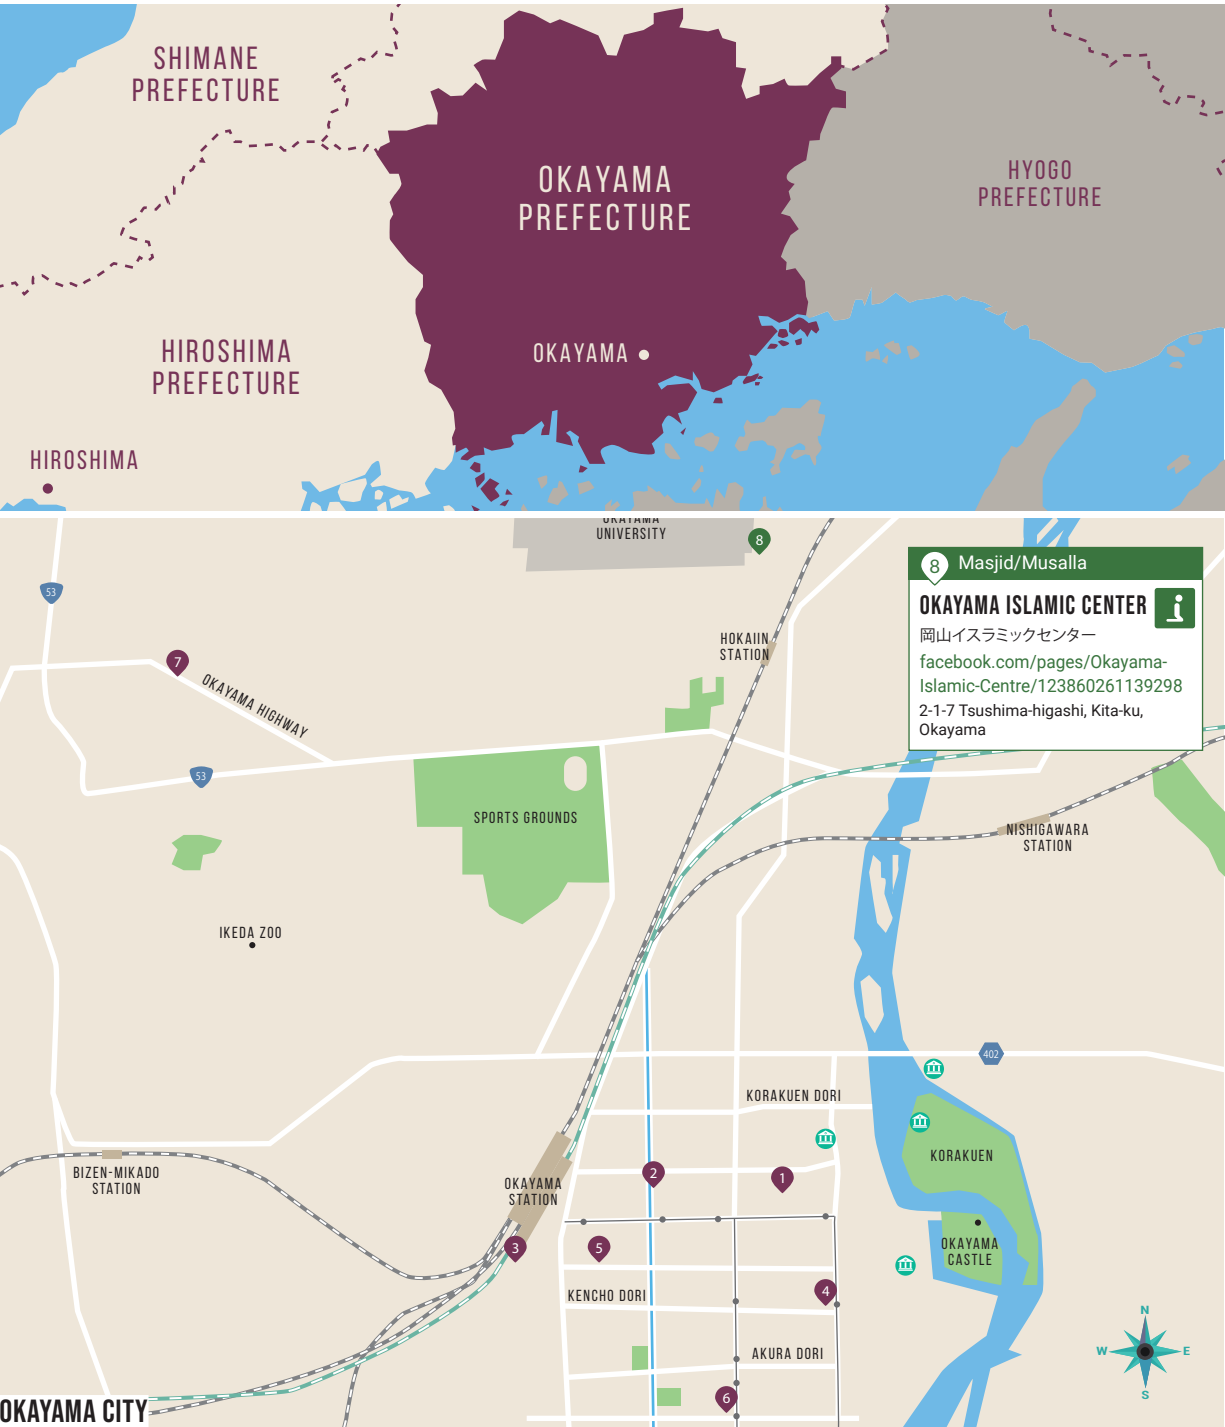 SHIMANE
PREFECTURE
OKAYAMA
PREFECTURE
HYOGO
PREFECTURE
HIROSHIMA
PREFECTURE
OKAYAMA
HIROSHIMA
OKAYAMA
UNIVERSITY
8
8 Masjid/Musalla
OKAYAMA ISLAMIC CENTER
岡山イスラミックセンター
facebook.com/pages/Okayama-
Islamic-Centre/123860261139298
2-1-7 Tsushima-higashi, Kita-ku,
Okayama
53
HOKAIIN
STATION
7
OKAYAMA HIGHWAY
53
SPORTS GROUNDS
NISHIGAWARA
STATION
IKEDA ZOO
402
KORAKUEN DORI
KORAKUEN
BIZEN-MIKADO
STATION
OKAYAMA
STATION
2
1
3
5
OKAYAMA
CASTLE
KENCHO DORI
4
AKURA DORI
6
N
W
E
S
OKAYAMA CITY